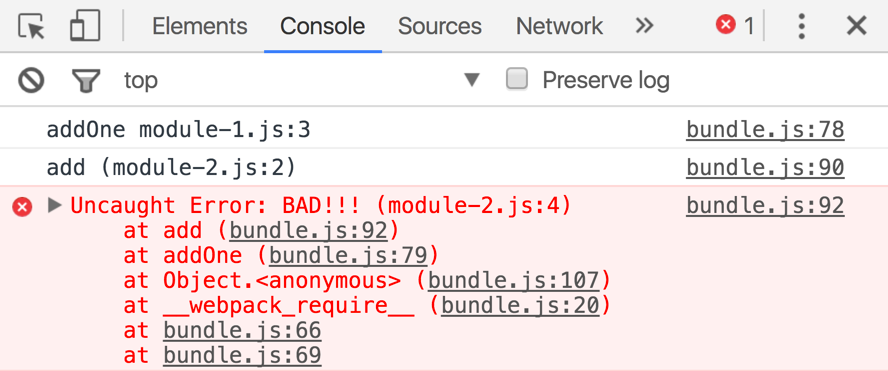 Elements Console Sources Network » 1
top Preserve log
addOne module-1.js:3 bundle.js:78
add (module-2.js:2) bundle.js:90
Uncaught Error: BAD!!! (module-2.js:4) bundle.js:92
at add (bundle.js:92)
at addOne (bundle.js:79)
at Object.<anonymous> (bundle.js:107)
at __webpack_require__ (bundle.js:20)
at bundle.js:66
at bundle.js:69